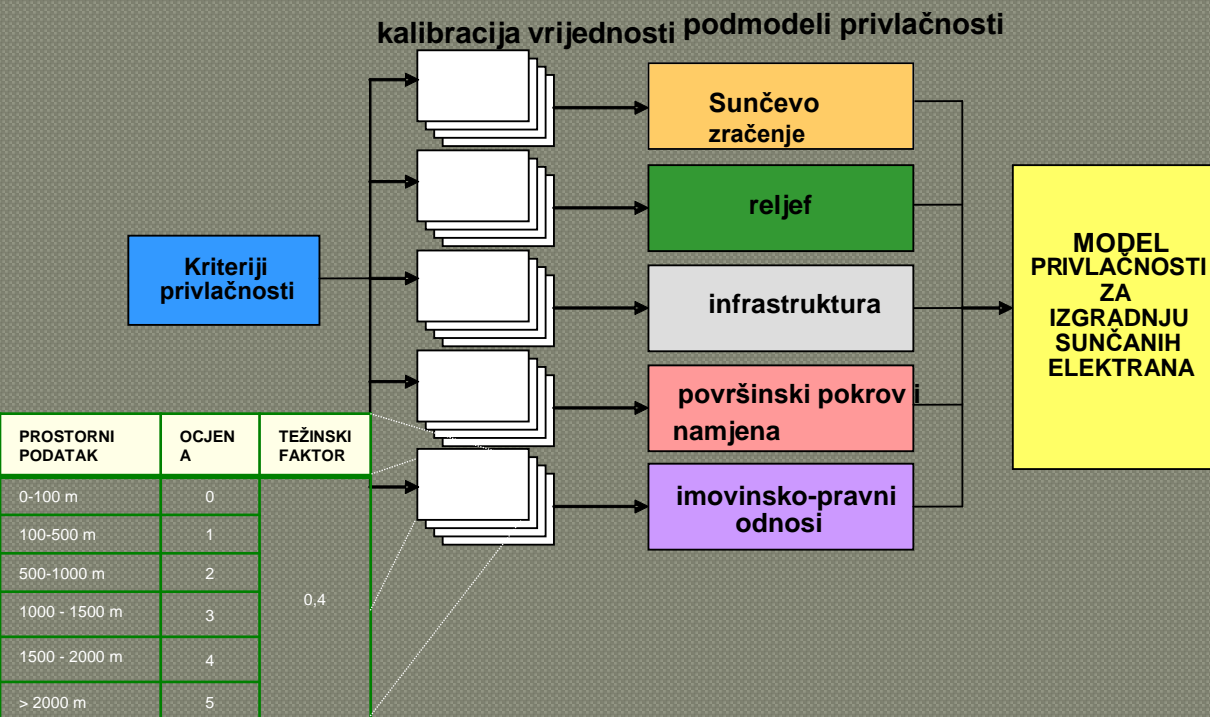 kalibracija vrijednosti podmodeli privlačnosti
Sunčevo
zračenje
reljef
Kriteriji
privlačnosti
infrastruktura
MODEL
PRIVLAČNOSTI
ZA
IZGRADNJU
SUNČANIH
ELEKTRANA
površinski pokrov i
namjena
imovinsko-pravni
odnosi
PROSTORNI OCJEN TEŽINSKI
PODATAK A FAKTOR
0-100 m 0
100-500 m 1
500-1000 m 2
0,4
1000 - 1500 m 3
1500 - 2000 m 4
> 2000 m 5